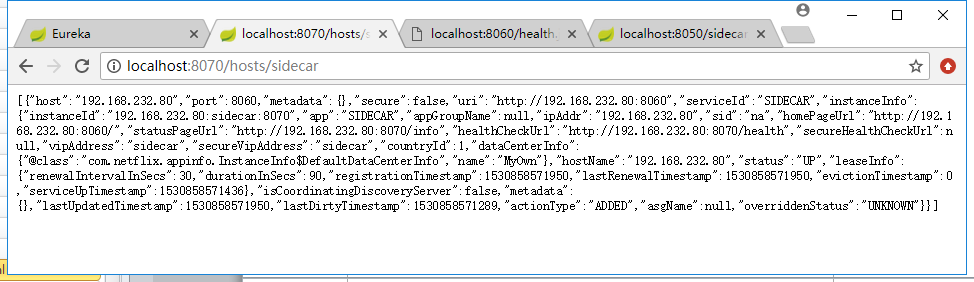 Eureka
localhost:8070/hosts/s
localhost:8060/health.
localhost:8050/sidecar
localhost:8070/hosts/sidecar
[{"host":"192.168.232.80","port":8060,"metadata":{},"secure":false,"uri":"http://192.168.232.80:8060","serviceId":"SIDECAR","instanceInfo":
{"instanceId":"192.168.232.80:sidecar:8070","app":"SIDECAR","appGroupName":null,"ipAddr":"192.168.232.80","sid":"na","homePageUrl":"http://192.1
68.232.80:8060/","statusPageUrl":"http://192.168.232.80:8070/info","healthCheckUrl":"http://192.168.232.80:8070/health","secureHealthCheckUrl":n
ull,"vipAddress":"sidecar","secureVipAddress":"sidecar","countryId":1,"dataCenterInfo":
{"@class":"com.netflix.appinfo.InstanceInfo$DefaultDataCenterInfo","name":"MyOwn"},"hostName":"192.168.232.80","status":"UP","leaseInfo":
{"renewalIntervalInSecs":30,"durationInSecs":90,"registrationTimestamp":1530858571950,"lastRenewalTimestamp":1530858571950,"evictionTimestamp":0
,"serviceUpTimestamp":1530858571436},"isCoordinatingDiscoveryServer":false,"metadata":
{},"lastUpdatedTimestamp":1530858571950,"lastDirtyTimestamp":1530858571289,"actionType":"ADDED","asgName":null,"overriddenStatus":"UNKNOWN"}}]